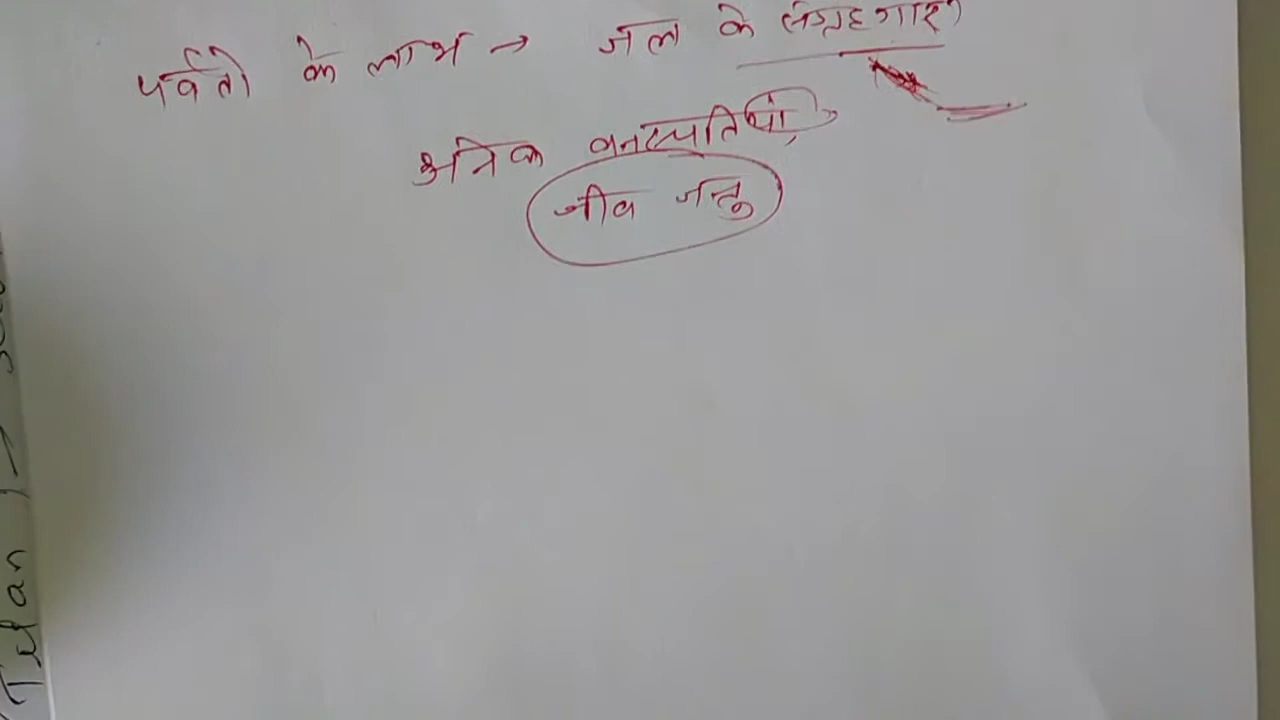 पर्वतो के लाभ → जल के संग्रहगार
अनेक वनस्पतियां,
जीव जन्तु